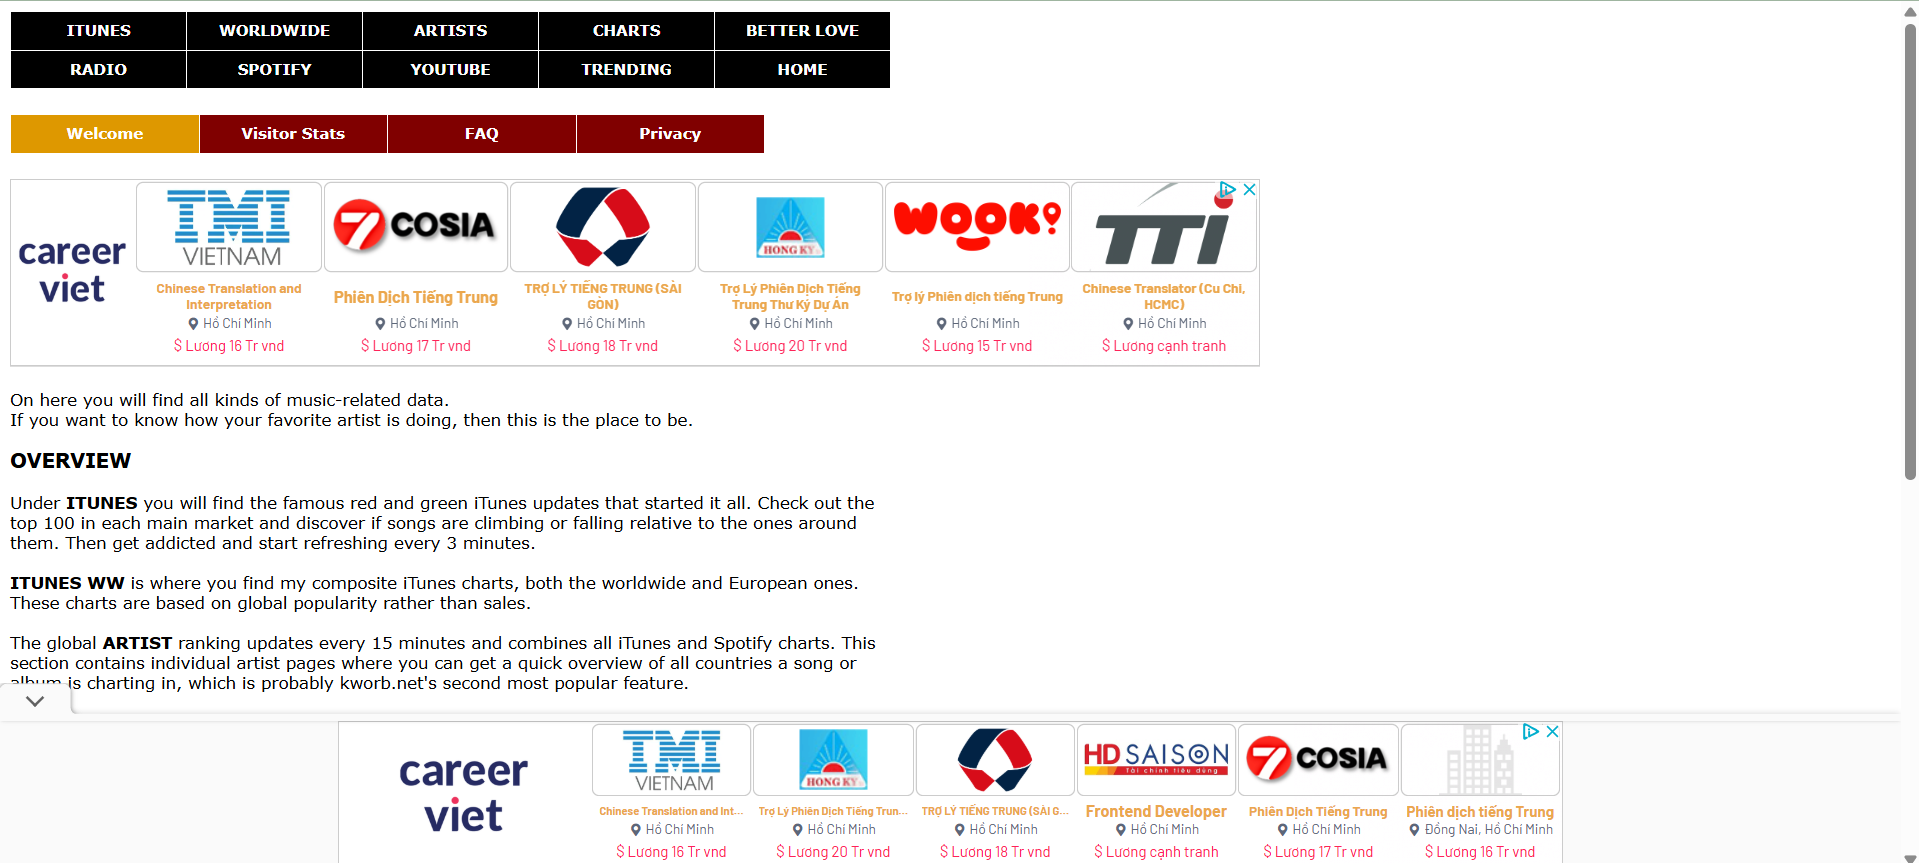 ITUNES WORLDWIDE ARTISTS CHARTS BETTER LOVE
RADIO SPOTIFY YOUTUBE TRENDING HOME
Welcome Visitor Stats FAQ Privacy
career
viet
TMI
VIETNAM
Chinese Translation and
Interpretation
Hồ Chí Minh
$ Lương 16 Tr vnd
COSIA
Phiên Dịch Tiếng Trung
Hồ Chí Minh
$ Lương 17 Tr vnd
TRỢ LÝ TIẾNG TRUNG (SÀI
GÒN)
Hồ Chí Minh
$ Lương 18 Tr vnd
HONG KY
Trợ Lý Phiên Dịch Tiếng
Trung Thư Ký Dự Án
Hồ Chí Minh
$ Lương 20 Tr vnd
WOOK!
Trợ lý Phiên dịch tiếng Trung
Hồ Chí Minh
$ Lương 15 Tr vnd
TTI
Chinese Translator (Cu Chi,
HCMC)
Hồ Chí Minh
$ Lương cạnh tranh
On here you will find all kinds of music-related data.
If you want to know how your favorite artist is doing, then this is the place to be.
OVERVIEW
Under ITUNES you will find the famous red and green iTunes updates that started it all. Check out the
top 100 in each main market and discover if songs are climbing or falling relative to the ones around
them. Then get addicted and start refreshing every 3 minutes.
ITUNES WW is where you find my composite iTunes charts, both the worldwide and European ones.
These charts are based on global popularity rather than sales.
The global ARTIST ranking updates every 15 minutes and combines all iTunes and Spotify charts. This
section contains individual artist pages where you can get a quick overview of all countries a song or
album is charting in, which is probably kworb.net's second most popular feature.
career
viet
TMI
VIETNAM
Chinese Translation and Int...
Hồ Chí Minh
$ Lương 16 Tr vnd
HONG KY
Trợ Lý Phiên Dịch Tiếng Trun...
Hồ Chí Minh
$ Lương 20 Tr vnd
TRỢ LÝ TIẾNG TRUNG (SÀI G...
Hồ Chí Minh
$ Lương 18 Tr vnd
HD SAISON
Tài chính tiêu dùng
Frontend Developer
Hồ Chí Minh
$ Lương cạnh tranh
COSIA
Phiên Dịch Tiếng Trung
Hồ Chí Minh
$ Lương 17 Tr vnd
Phiên dịch tiếng Trung
Đồng Nai, Hồ Chí Minh
$ Lương 16 Tr vnd